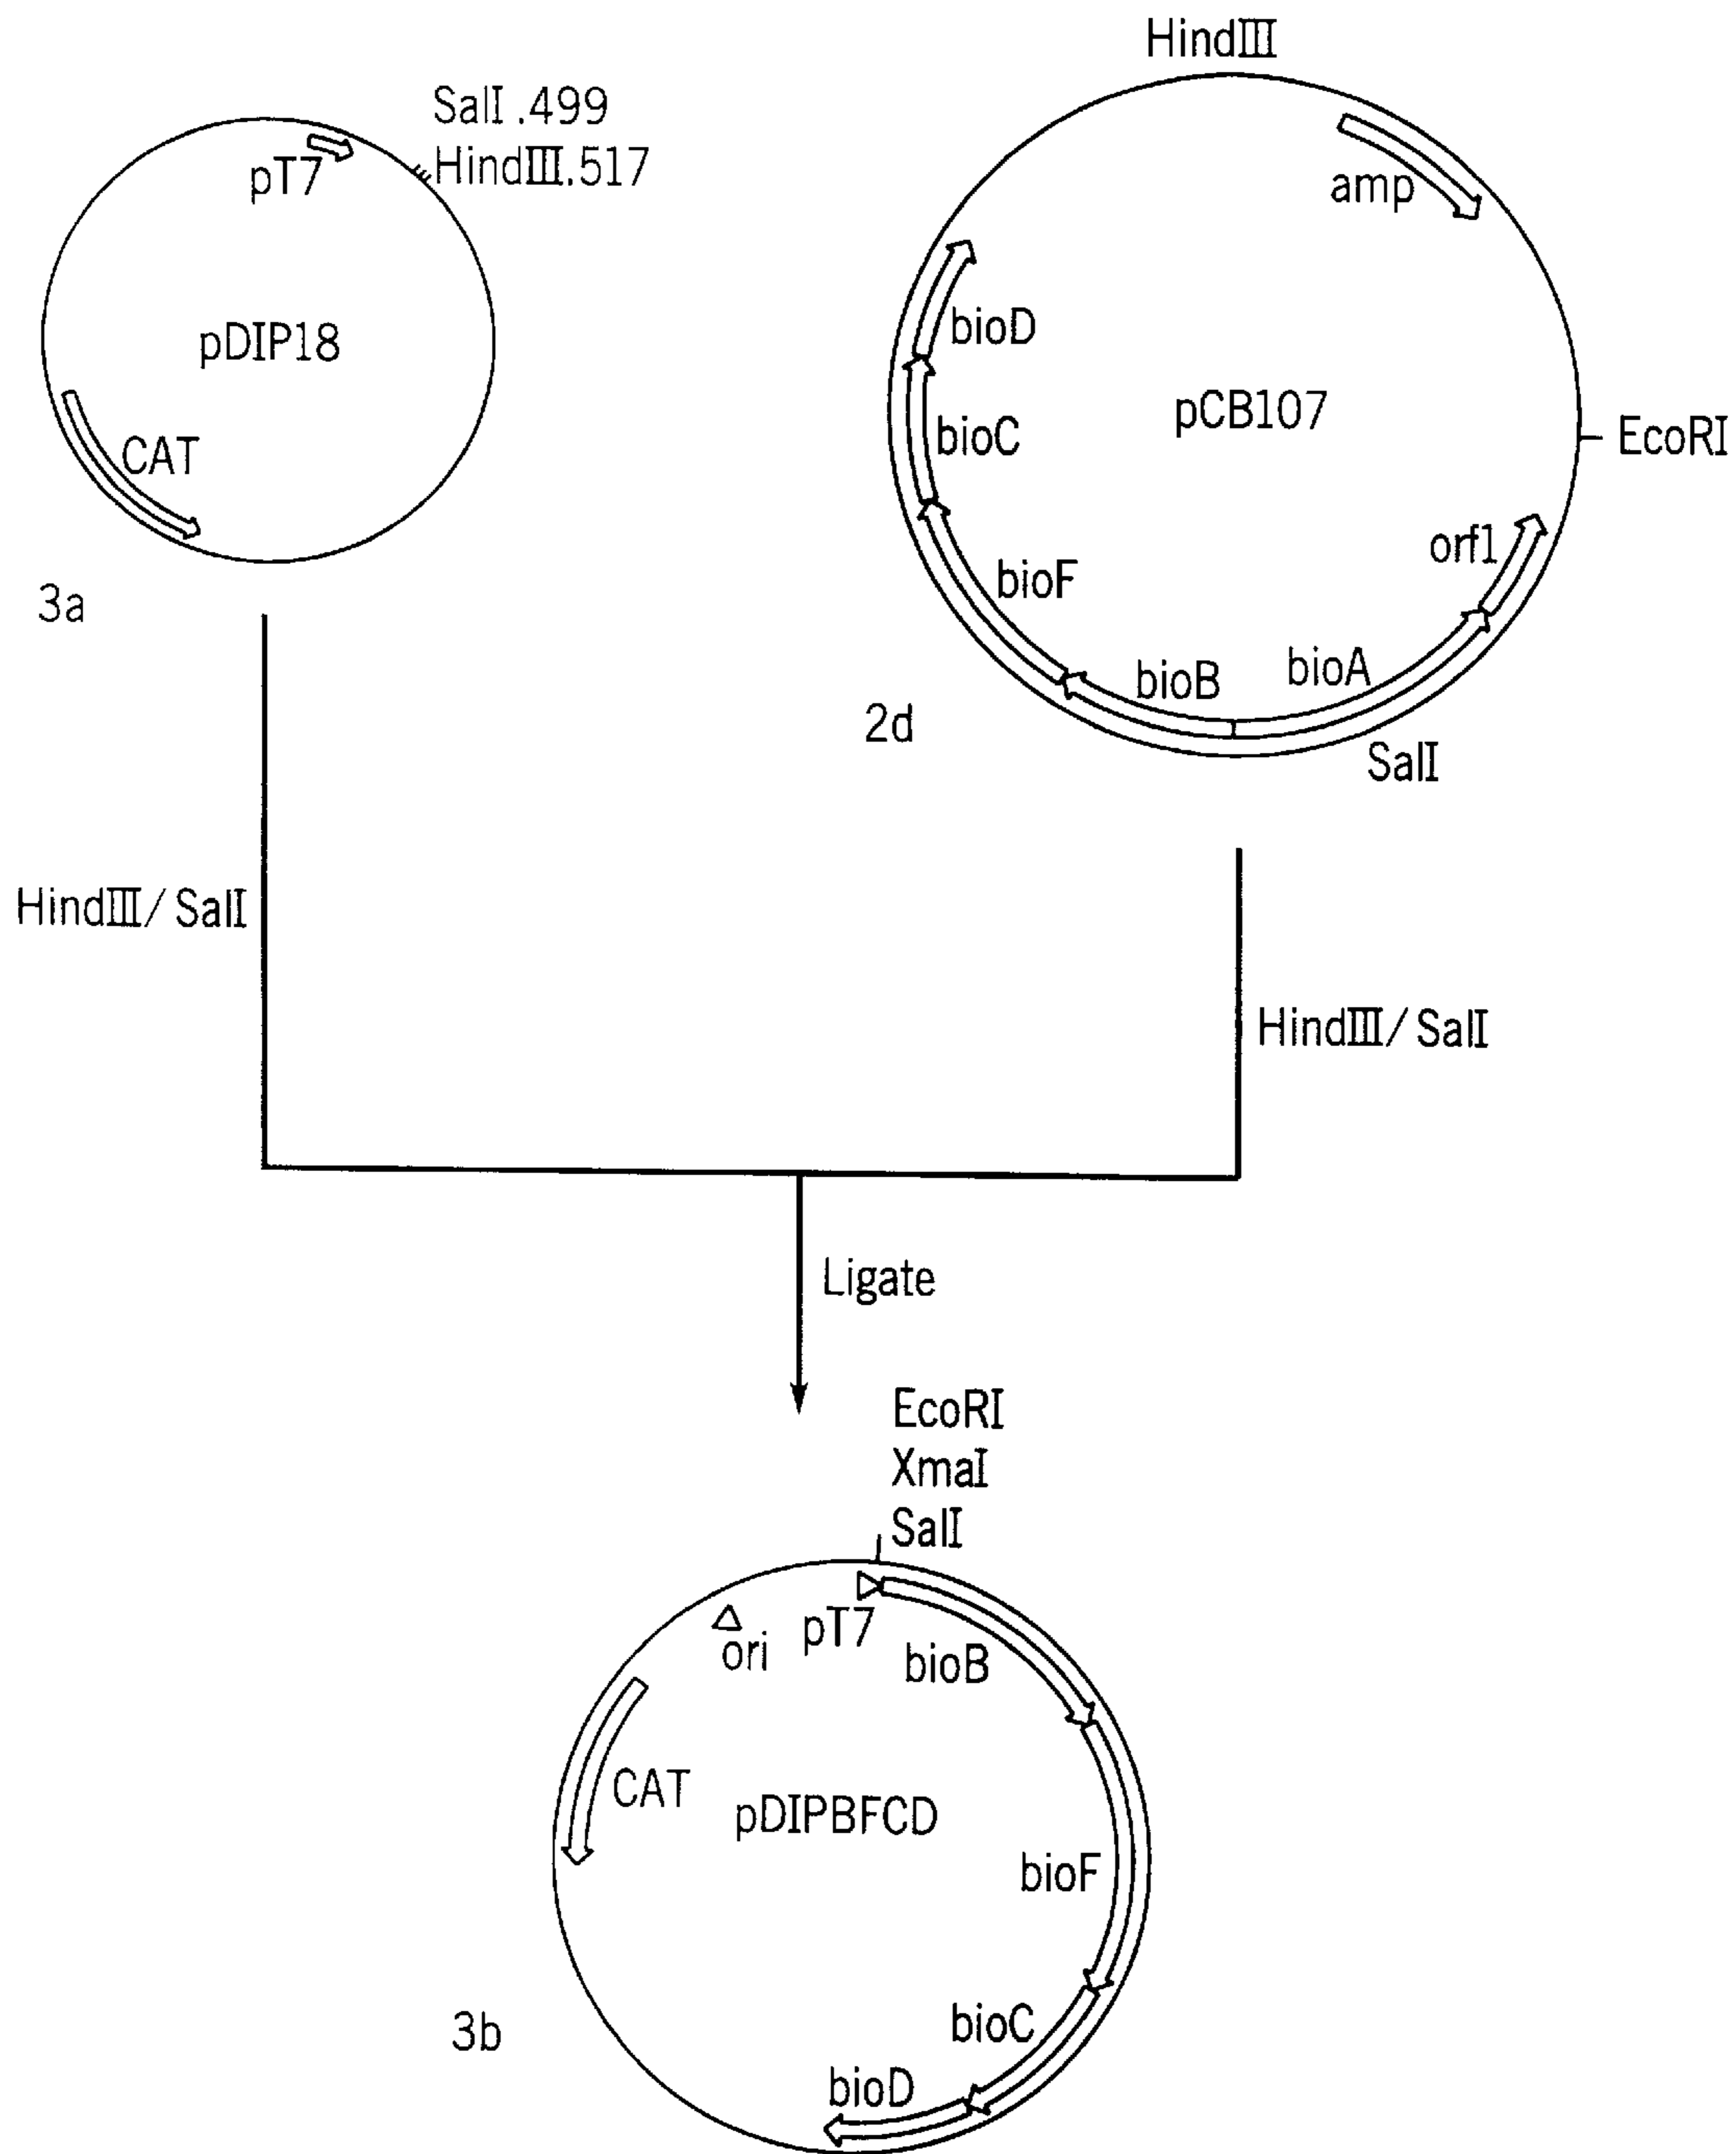 SalI .499
HindIII.517
pT7
pDIP18
CAT
3a
HindIII
amp
bioD
pCB107
bioC
EcoRI
orf1
bioF
bioA
bioB
2d
SalI
HindIII/ SalI
HindIII/ SalI
Ligate
EcoRI
XmaI
SalI
pT7
ori
bioB
CAT
pDIPBFCD
bioF
3b
bioC
bioD